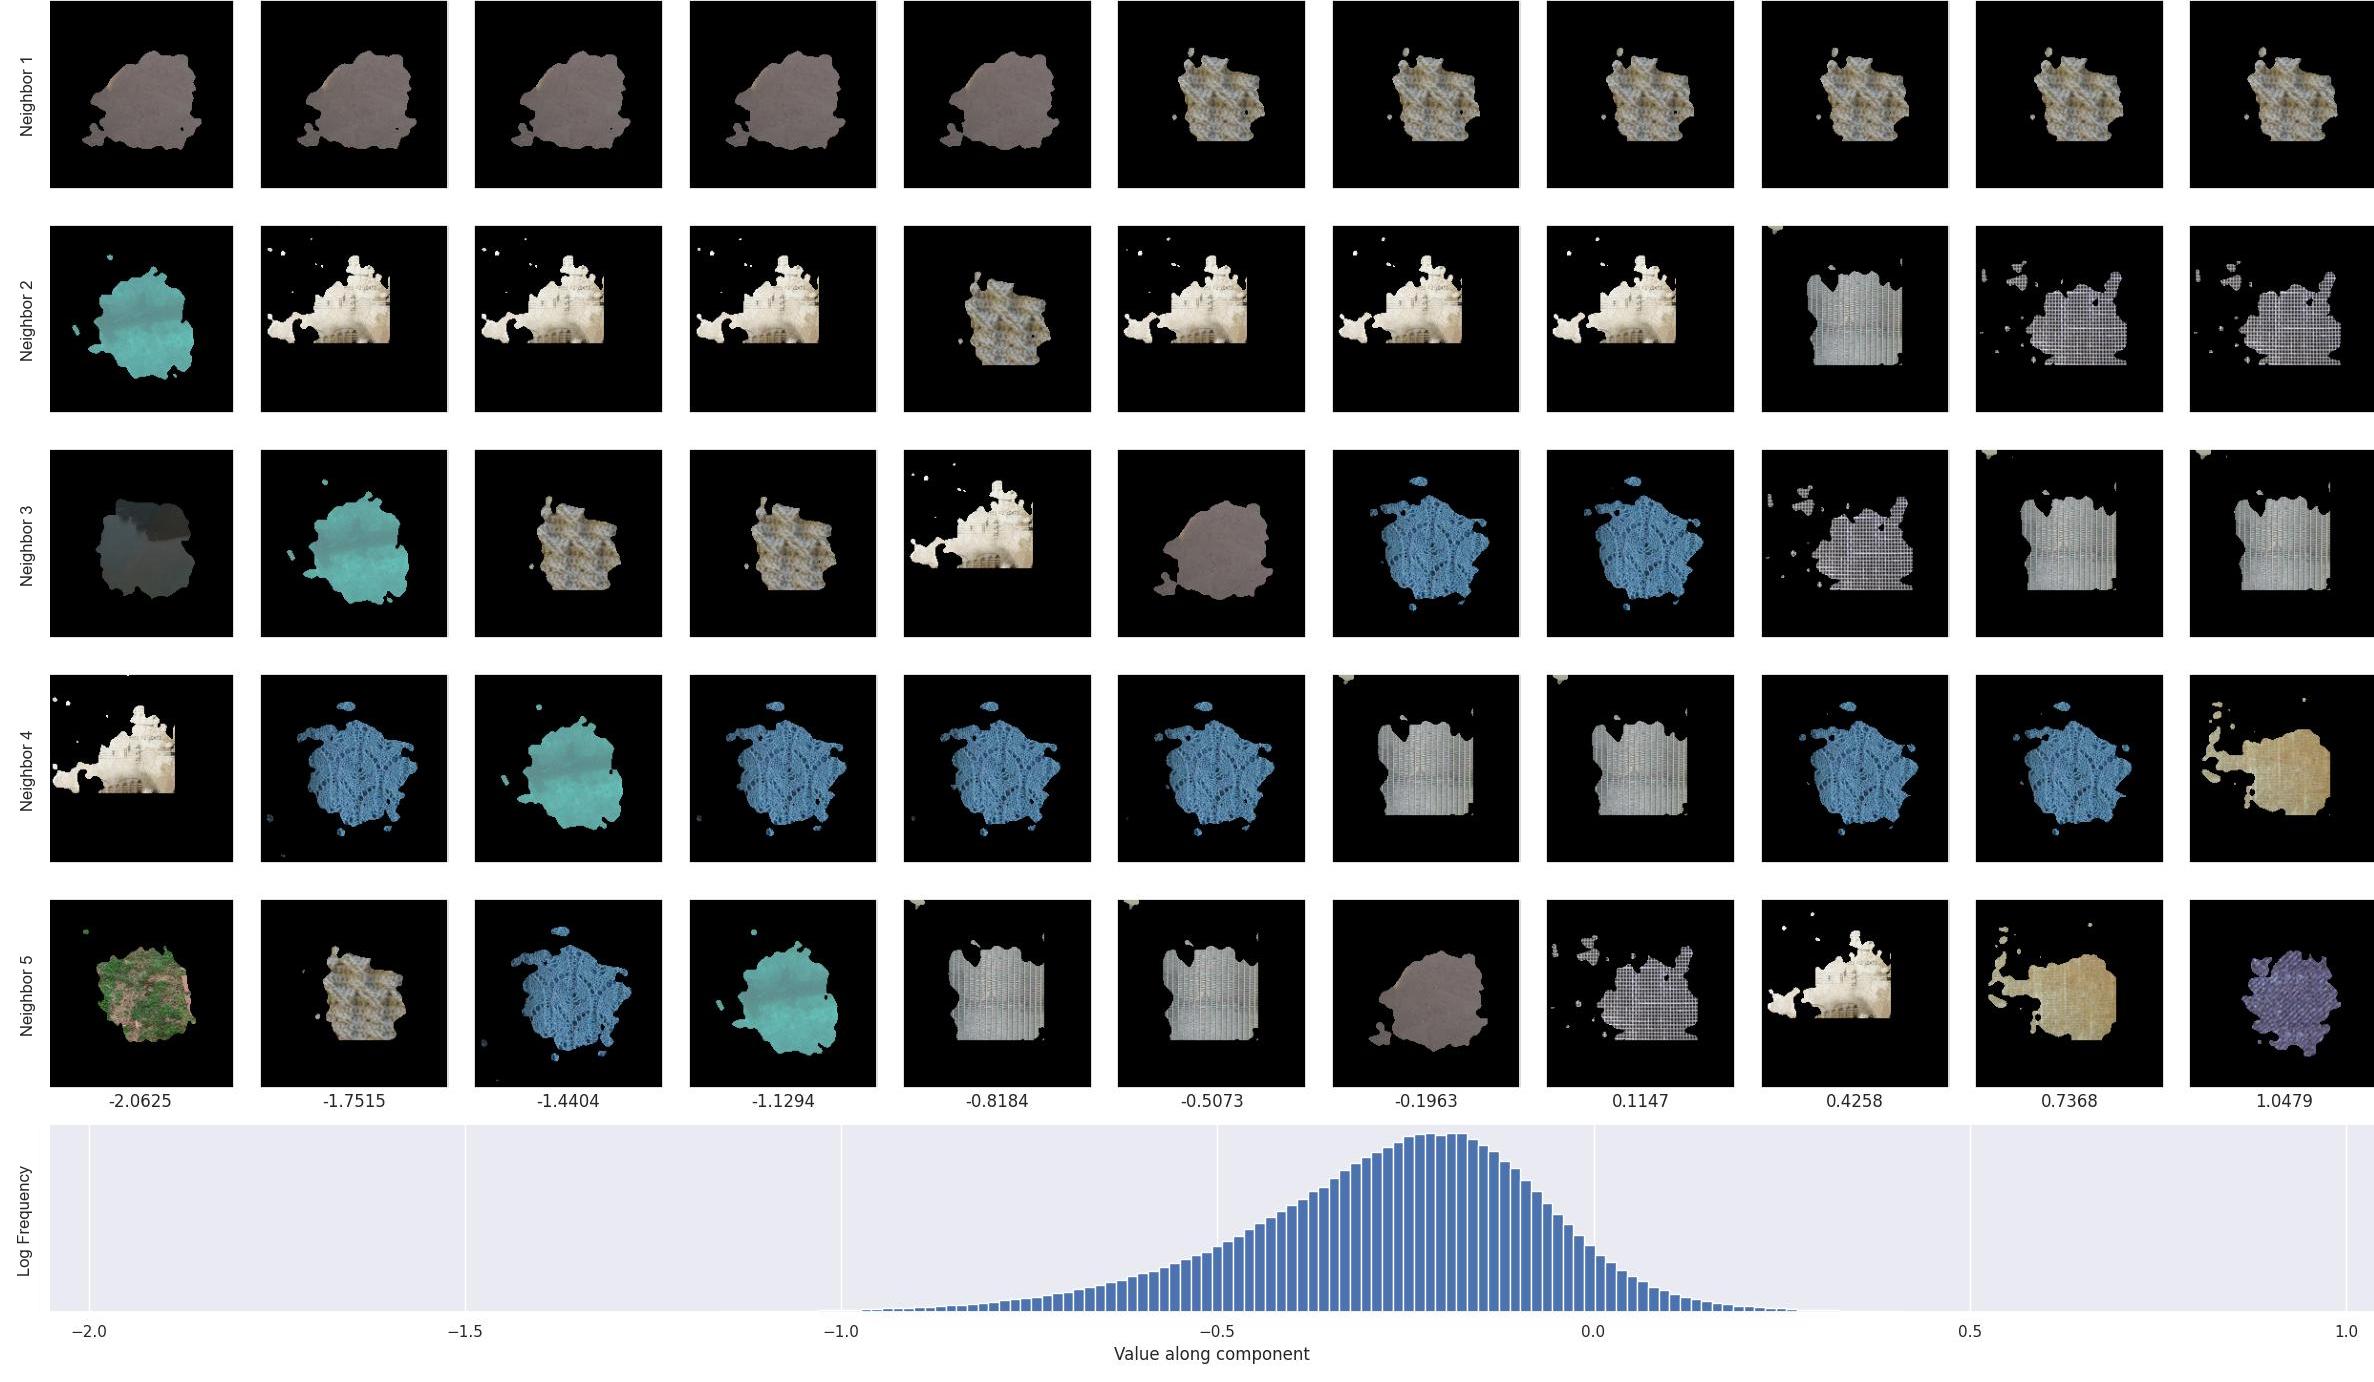 Neighbor 1
Neighbor 2
Neighbor 3
Neighbor 4
Neighbor 5
-2.0625 -1.7515 -1.4404 -1.1294 -0.8184 -0.5073 -0.1963 0.1147 0.4258 0.7368 1.0479
Log Frequency
−2.0 −1.5 −1.0 −0.5 0.0 0.5 1.0
Value along component